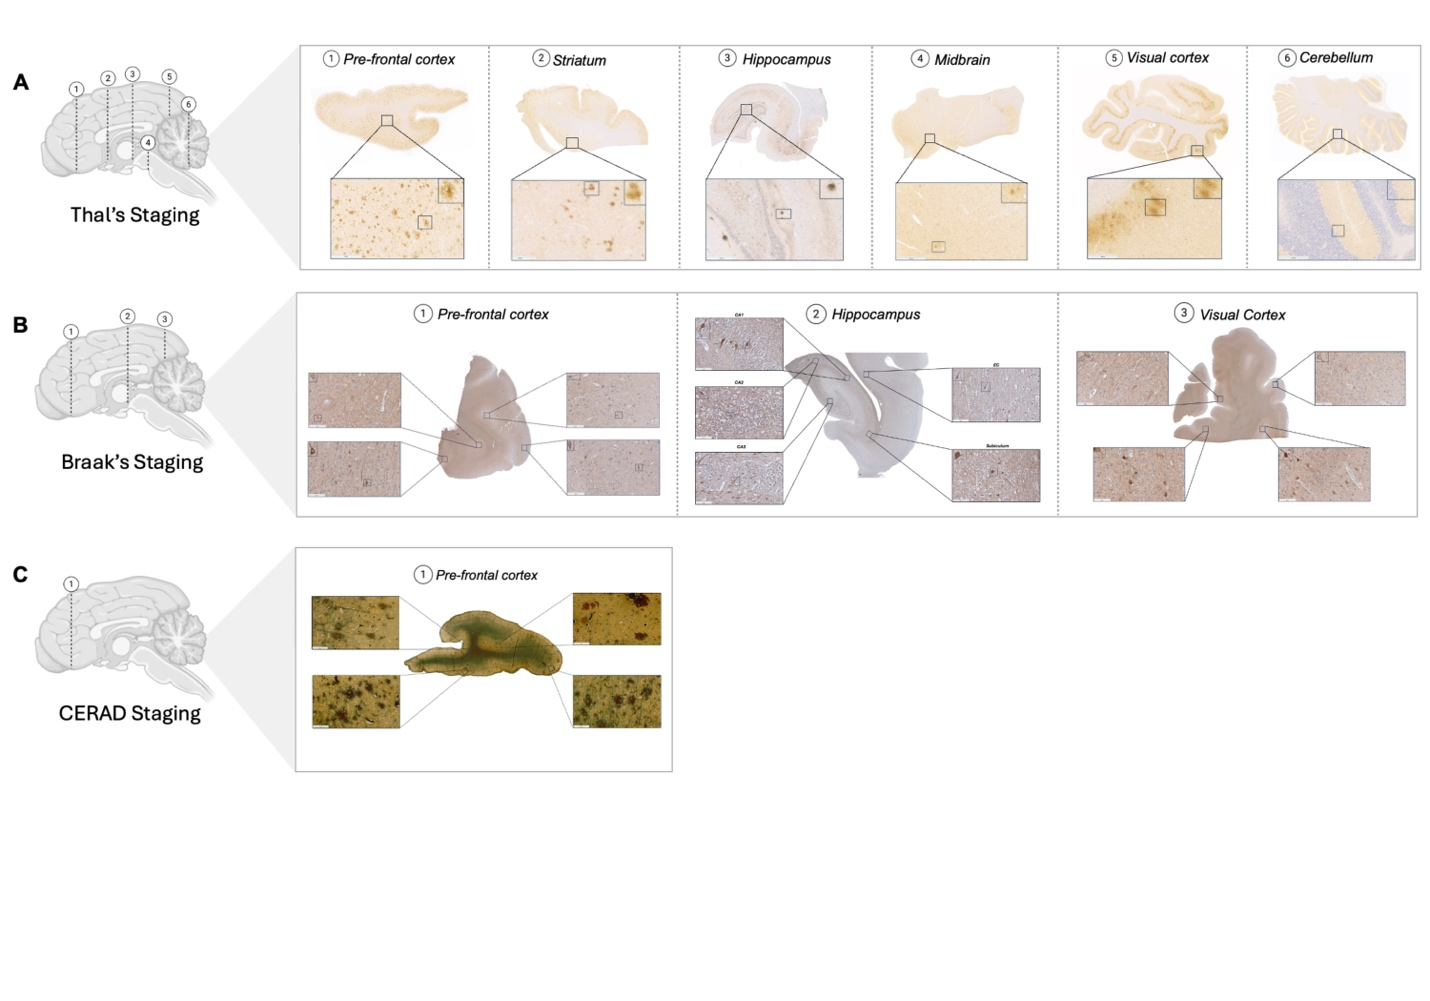 A
1
2
3
4
5
6
Thal's Staging
1 Pre-frontal cortex
2 Striatum
3 Hippocampus
4 Midbrain
5 Visual cortex
6 Cerebellum
B
1
2
3
Braak's Staging
1 Pre-frontal cortex
2 Hippocampus
CA1
CA2
CA3
EC
Subiculum
3 Visual Cortex
C
1
CERAD Staging
1 Pre-frontal cortex